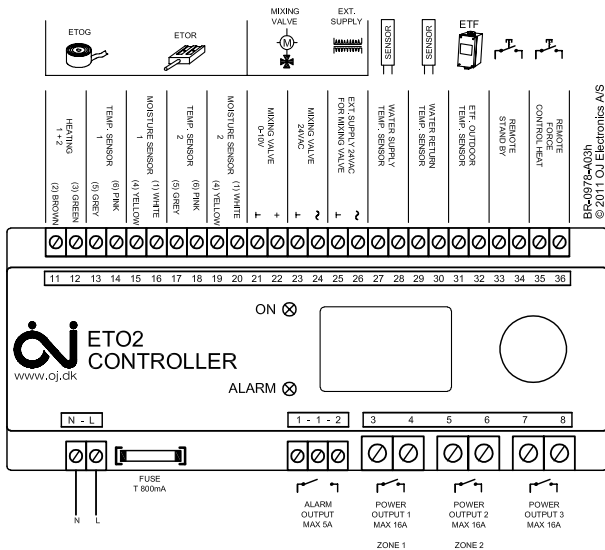 MIXING
VALVE
EXT.
SUPPLY
ETOG
ETOR
ETF
M
SENSOR
SENSOR
HEATING
1 + 2
(2) BROWN
(3) GREEN
TEMP. SENSOR
1
(5) GREY
(6) PINK
MOISTURE SENSOR
1
(4) YELLOW
(1) WHITE
TEMP. SENSOR
2
(5) GREY
(6) PINK
MOISTURE SENSOR
2
(4) YELLOW
(1) WHITE
MIXING VALVE
0-10V
⊥ +
MIXING VALVE
24VAC
⊥ ~
EXT. SUPPLY 24VAC
FOR MIXING VALVE
⊥ ~
WATER SUPPLY
TEMP. SENSOR
WATER RETURN
TEMP. SENSOR
ETF. OUTDOOR
TEMP. SENSOR
REMOTE
STAND BY
REMOTE
FORCE
CONTROL HEAT
BR-0978-A03h
© 2011 OJ Electronics A/S
11 12 13 14 15 16 17 18 19 20 21 22 23 24 25 26 27 28 29 30 31 32 33 34 35 36
ON
OJ
www.oj.dk
ETO2
CONTROLLER
ALARM
N - L
1 - 1 - 2
3 4 5 6 7 8
FUSE
T 800mA
N L
ALARM
OUTPUT
MAX 5A
POWER
OUTPUT 1
MAX 16A
ZONE 1
POWER
OUTPUT 2
MAX 16A
ZONE 2
POWER
OUTPUT 3
MAX 16A